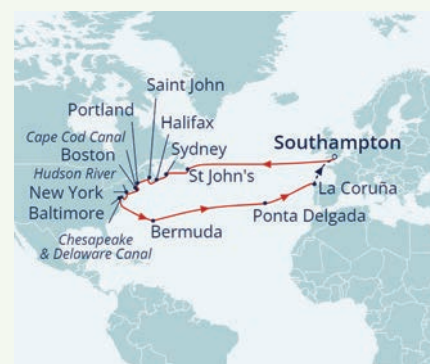 Saint John
Portland
Halifax
Cape Cod Canal
Sydney
Boston
Southampton
Hudson River
St John's
New York
La Coruña
Baltimore
Ponta Delgada
Chesapeake
& Delaware Canal
Bermuda